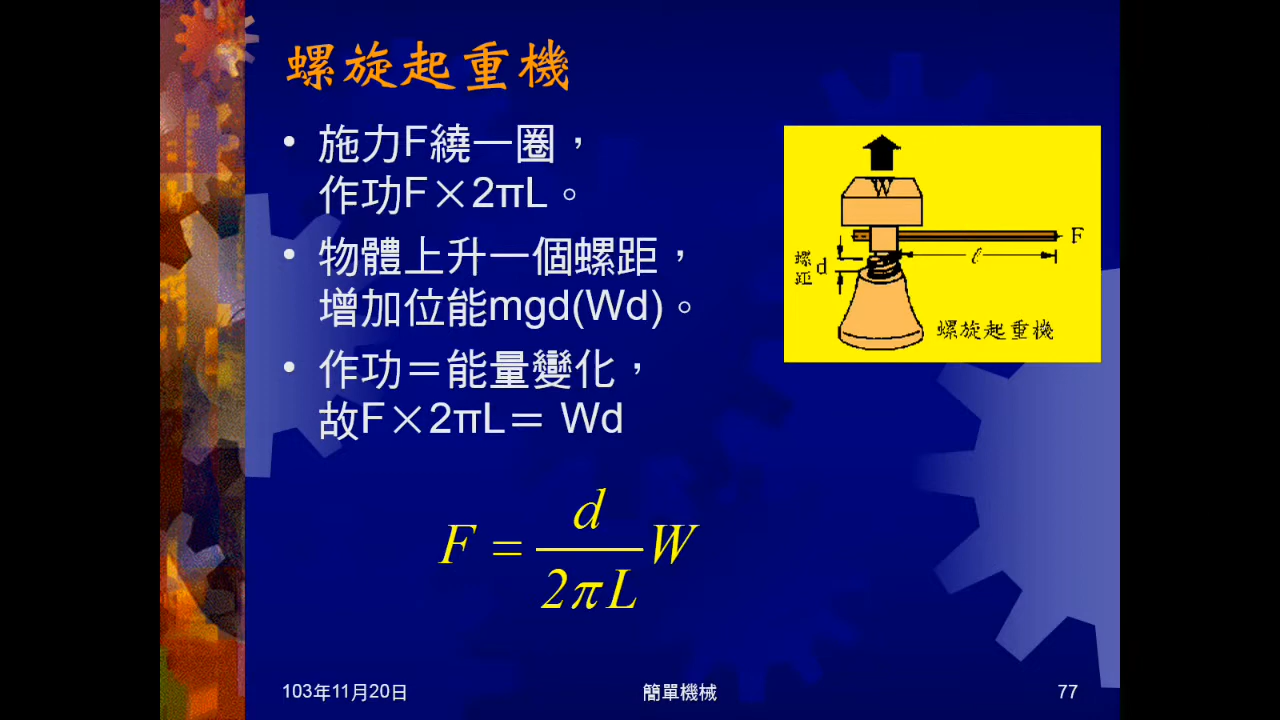 螺旋起重機
• 施力F繞一圈，
作功F×2πL。
• 物體上升一個螺距，
增加位能mgd(Wd)。
• 作功＝能量變化，
故F×2πL＝ Wd
F = d/2πL W
W
F
螺距 d
ℓ
螺旋起重機
103年11月20日
簡單機械
77